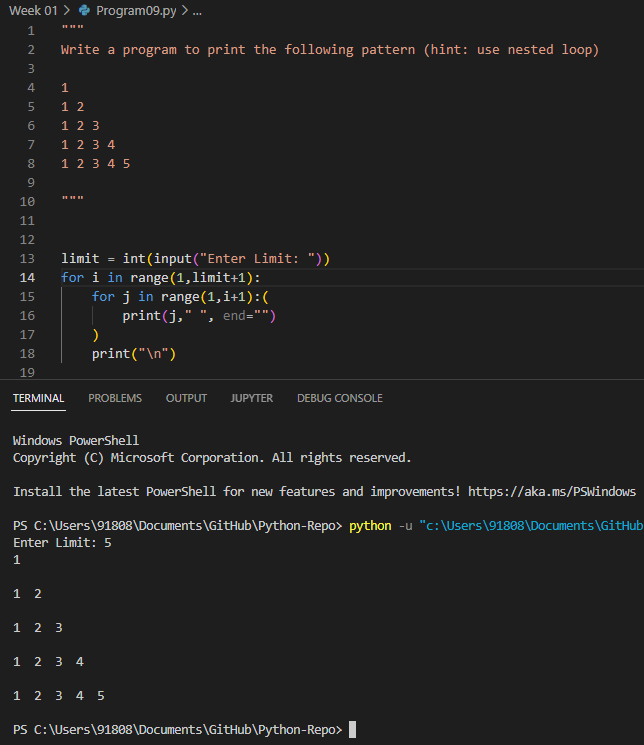 Week 01 > Program09.py > ...
1 """
2 Write a program to print the following pattern (hint: use nested loop)
3
4 1
5 1 2
6 1 2 3
7 1 2 3 4
8 1 2 3 4 5
9
10 """
11
12
13 limit = int(input("Enter Limit: "))
14 for i in range(1,limit+1):
15     for j in range(1,i+1):(
16         print(j," ", end="")
17     )
18     print("\n")
19
TERMINAL PROBLEMS OUTPUT JUPYTER DEBUG CONSOLE
Windows PowerShell
Copyright (C) Microsoft Corporation. All rights reserved.
Install the latest PowerShell for new features and improvements! https://aka.ms/PSWindows
PS C:\Users\91808\Documents\GitHub\Python-Repo> python -u "c:\Users\91808\Documents\GitHub
Enter Limit: 5
1
1  2
1  2  3
1  2  3  4
1  2  3  4  5
PS C:\Users\91808\Documents\GitHub\Python-Repo>